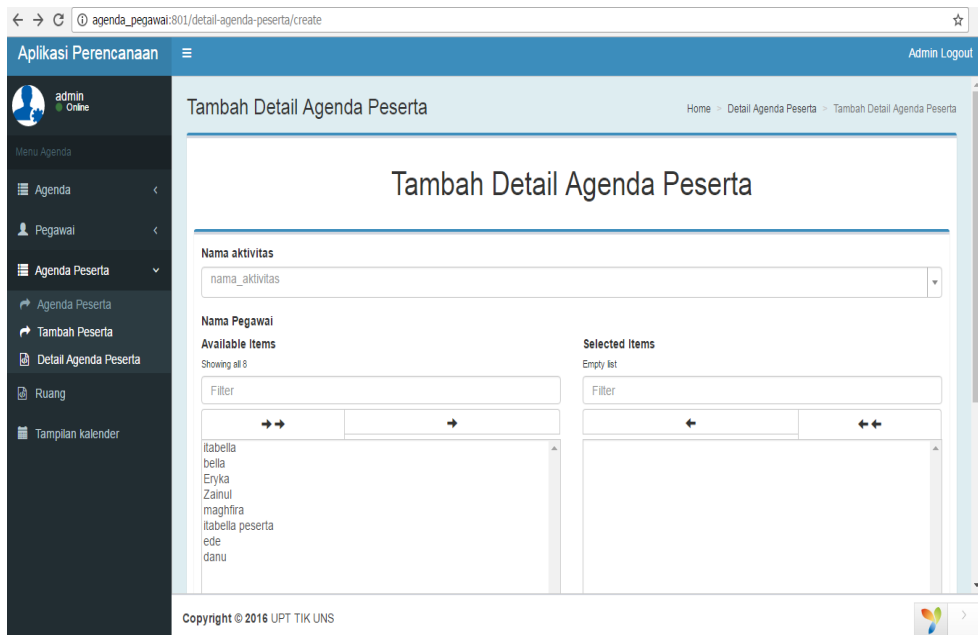 agenda_pegawai:801/detail-agenda-peserta/create
Aplikasi Perencanaan
Admin Logout
admin
Online
Tambah Detail Agenda Peserta
Home > Detail Agenda Peserta > Tambah Detail Agenda Peserta
Menu Agenda
Agenda
Pegawai
Agenda Peserta
Agenda Peserta
Tambah Peserta
Detail Agenda Peserta
Ruang
Tampilan kalender
Tambah Detail Agenda Peserta
Nama aktivitas
nama_aktivitas
Nama Pegawai
Available Items
Showing all 8
Filter
itabella
bella
Eryka
Zainul
maghfira
itabella peserta
ede
danu
Selected Items
Empty list
Filter
Copyright © 2016 UPT TIK UNS